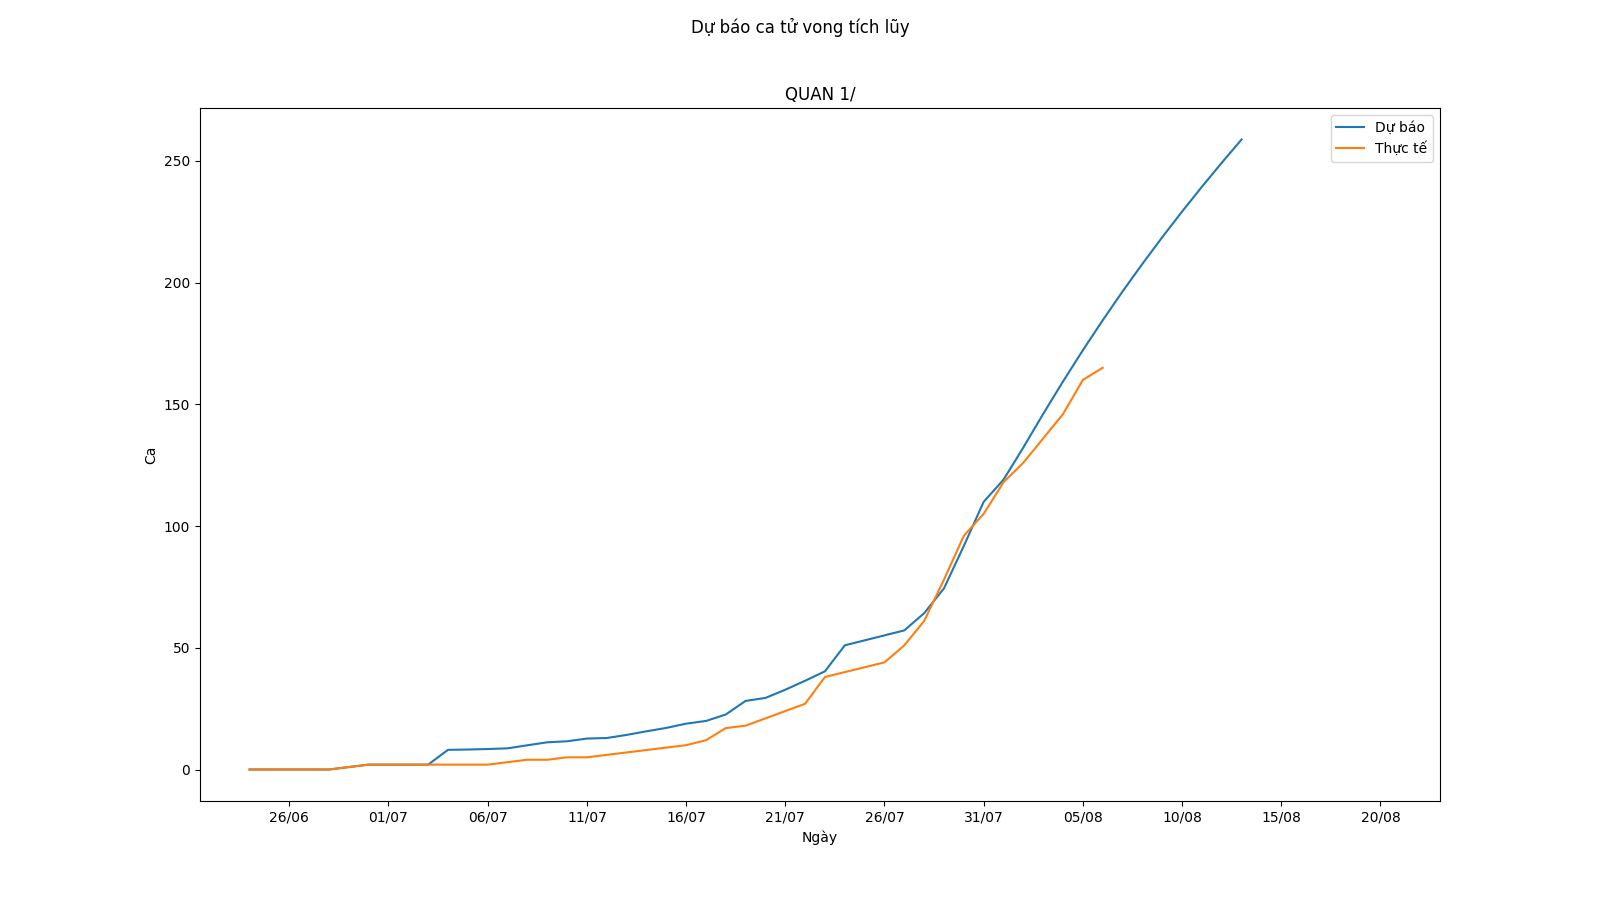 Dự báo ca tử vong tích lũy
QUAN 1/
Dự báo
Thực tế
250
200
150
100
50
0
Ca
26/06 01/07 06/07 11/07 16/07 21/07 26/07 31/07 05/08 10/08 15/08 20/08
Ngày